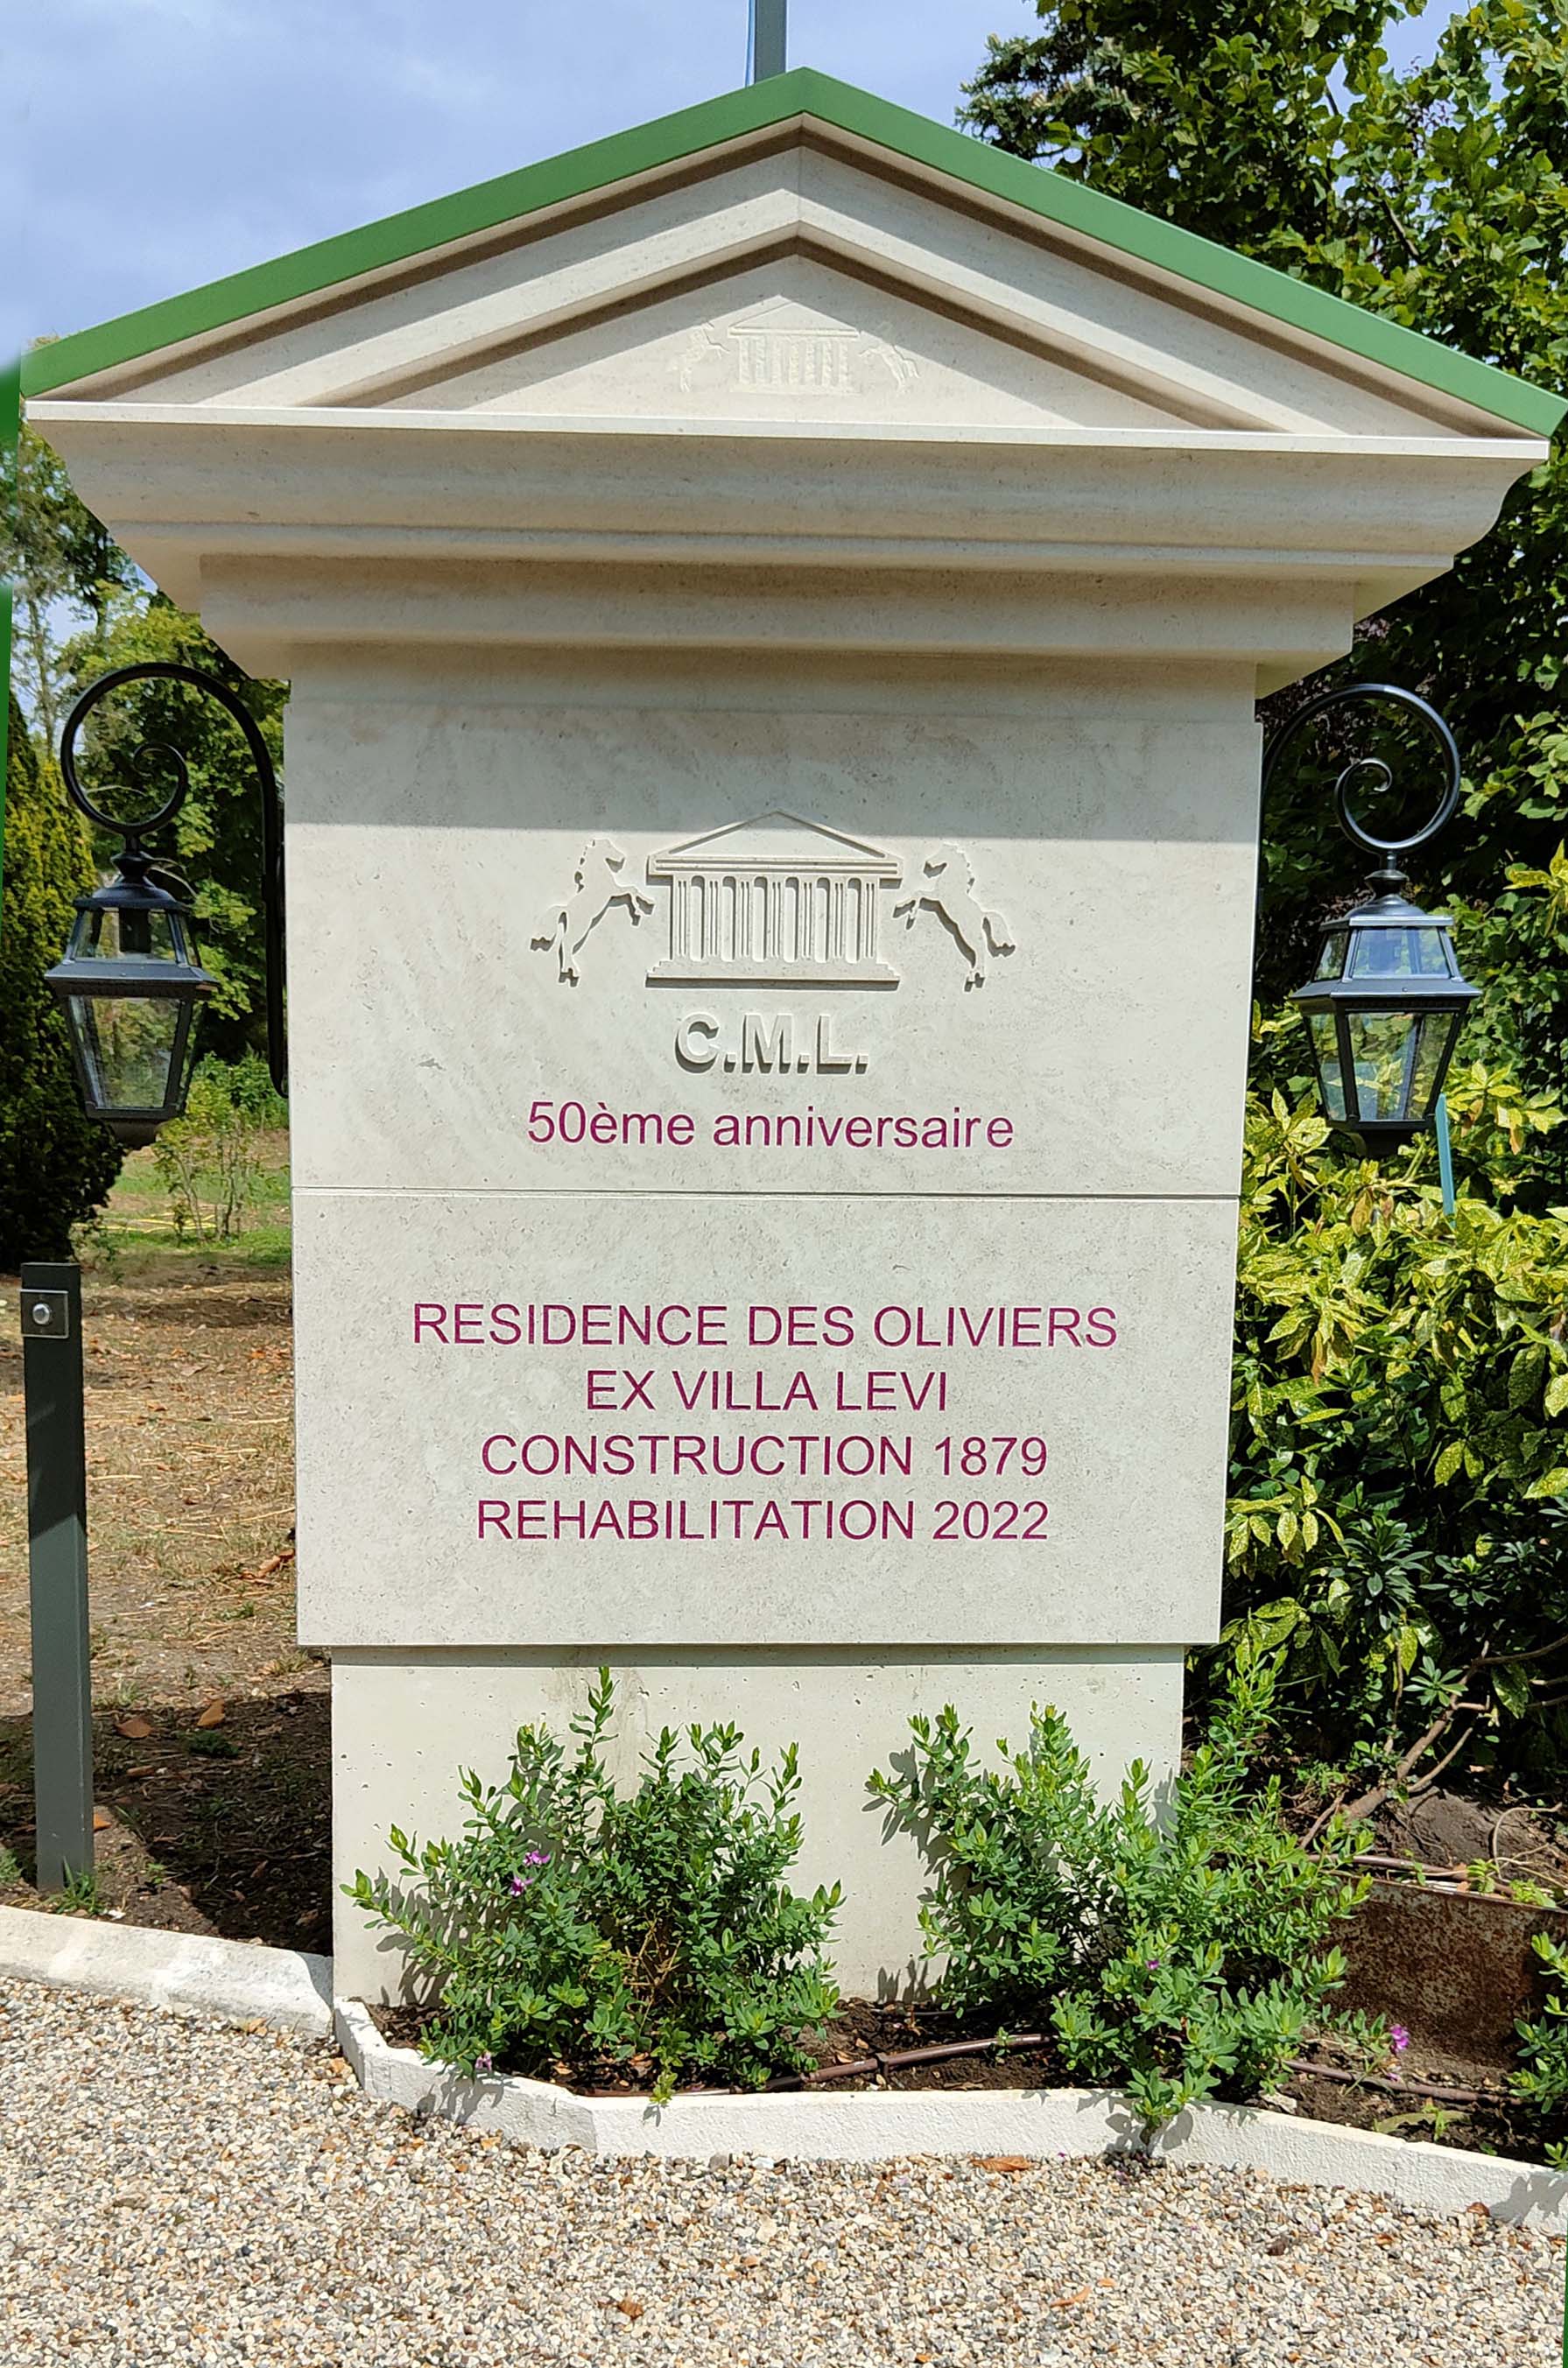 C.M.L.
50ème anniversaire
RESIDENCE DES OLIVIERS
EX VILLA LEVI
CONSTRUCTION 1879
REHABILITATION 2022